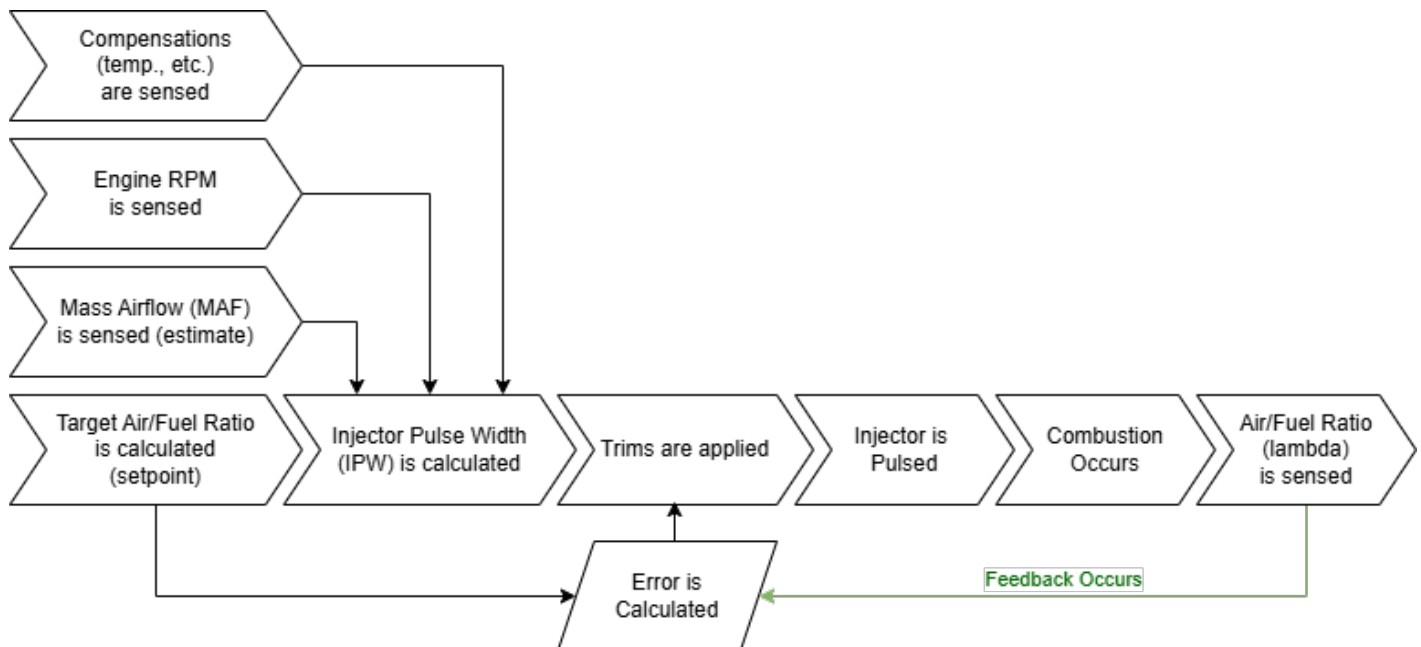 Compensations
(temp., etc.)
are sensed
Engine RPM
is sensed
Mass Airflow (MAF)
is sensed (estimate)
Target Air/Fuel Ratio
is calculated
(setpoint)
Injector Pulse Width
(IPW) is calculated
Trims are applied
Injector is
Pulsed
Combustion
Occurs
Air/Fuel Ratio
(lambda)
is sensed
Error is
Calculated
Feedback Occurs